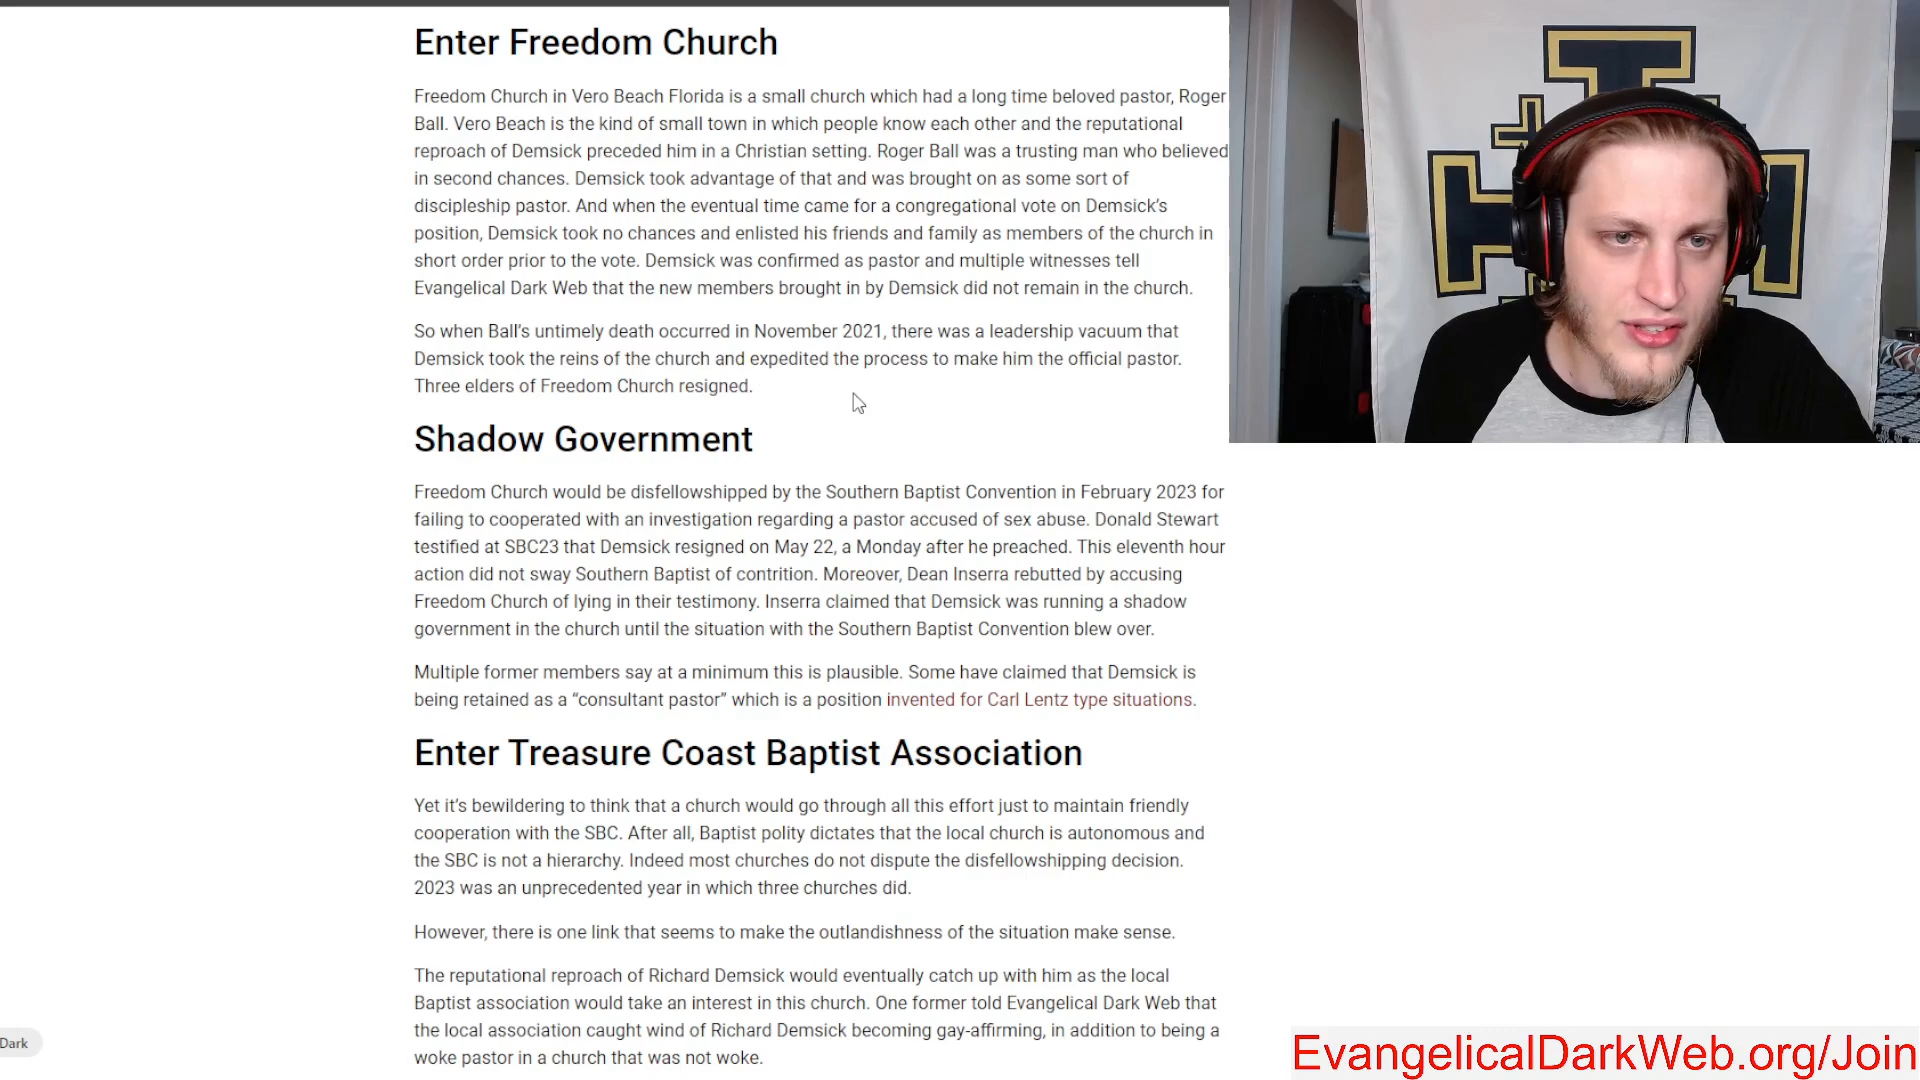 Enter Freedom Church
Freedom Church in Vero Beach Florida is a small church which had a long time beloved pastor, Roger
Ball. Vero Beach is the kind of small town in which people know each other and the reputational
reproach of Demsick preceded him in a Christian setting. Roger Ball was a trusting man who believed
in second chances. Demsick took advantage of that and was brought on as some sort of
discipleship pastor. And when the eventual time came for a congregational vote on Demsick’s
position, Demsick took no chances and enlisted his friends and family as members of the church in
short order prior to the vote. Demsick was confirmed as pastor and multiple witnesses tell
Evangelical Dark Web that the new members brought in by Demsick did not remain in the church.
So when Ball’s untimely death occurred in November 2021, there was a leadership vacuum that
Demsick took the reins of the church and expedited the process to make him the official pastor.
Three elders of Freedom Church resigned.
Shadow Government
Freedom Church would be disfellowshipped by the Southern Baptist Convention in February 2023 for
failing to cooperated with an investigation regarding a pastor accused of sex abuse. Donald Stewart
testified at SBC23 that Demsick resigned on May 22, a Monday after he preached. This eleventh hour
action did not sway Southern Baptist of contrition. Moreover, Dean Inserra rebutted by accusing
Freedom Church of lying in their testimony. Inserra claimed that Demsick was running a shadow
government in the church until the situation with the Southern Baptist Convention blew over.
Multiple former members say at a minimum this is plausible. Some have claimed that Demsick is
being retained as a “consultant pastor” which is a position invented for Carl Lentz type situations.
Enter Treasure Coast Baptist Association
Yet it’s bewildering to think that a church would go through all this effort just to maintain friendly
cooperation with the SBC. After all, Baptist polity dictates that the local church is autonomous and
the SBC is not a hierarchy. Indeed most churches do not dispute the disfellowshipping decision.
2023 was an unprecedented year in which three churches did.
However, there is one link that seems to make the outlandishness of the situation make sense.
The reputational reproach of Richard Demsick would eventually catch up with him as the local
Baptist association would take an interest in this church. One former told Evangelical Dark Web that
the local association caught wind of Richard Demsick becoming gay-affirming, in addition to being a
woke pastor in a church that was not woke.
Dark
EvangelicalDarkWeb.org/Join